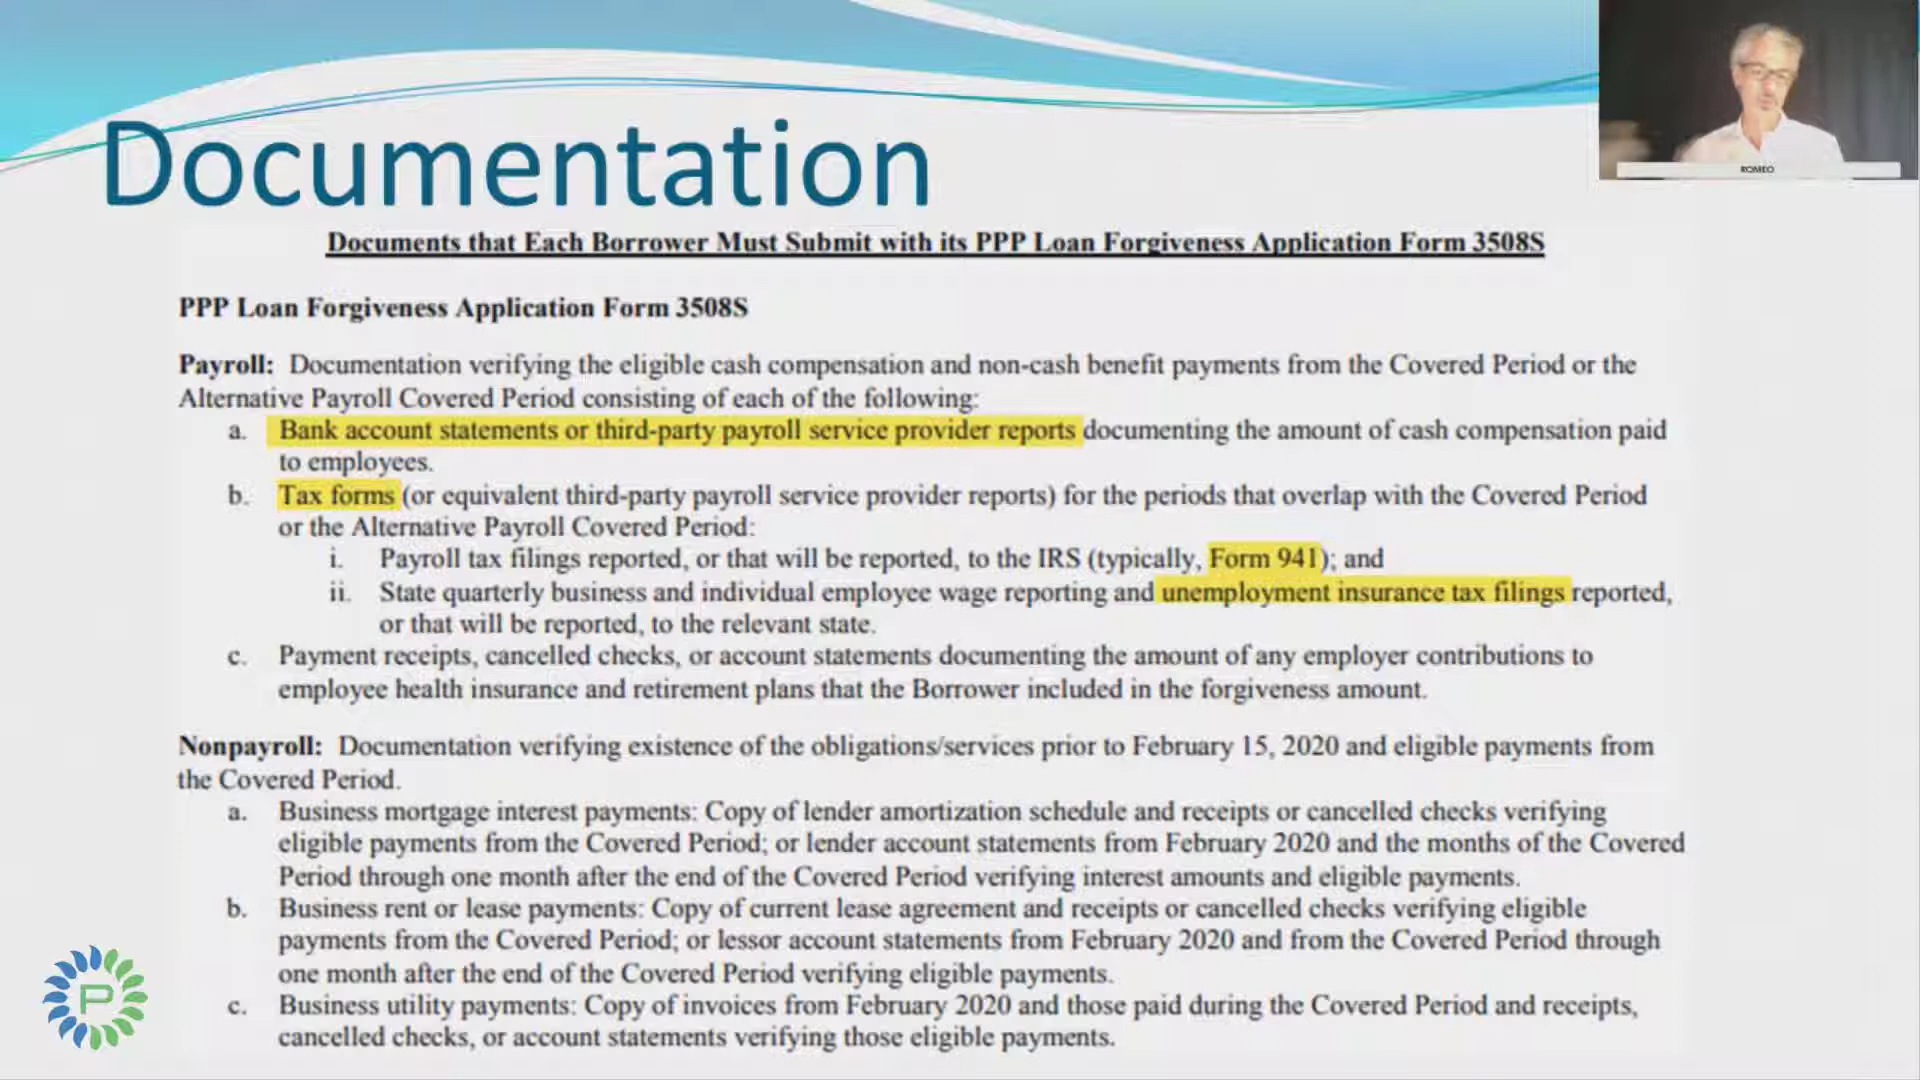 ROMEO
Documentation
Documents that Each Borrower Must Submit with its PPP Loan Forgiveness Application Form 3508S
PPP Loan Forgiveness Application Form 3508S
Payroll: Documentation verifying the eligible cash compensation and non-cash benefit payments from the Covered Period or the
Alternative Payroll Covered Period consisting of each of the following:
a. Bank account statements or third-party payroll service provider reports documenting the amount of cash compensation paid
to employees.
b. Tax forms (or equivalent third-party payroll service provider reports) for the periods that overlap with the Covered Period
or the Alternative Payroll Covered Period:
i. Payroll tax filings reported, or that will be reported, to the IRS (typically, Form 941); and
ii. State quarterly business and individual employee wage reporting and unemployment insurance tax filings reported,
or that will be reported, to the relevant state.
c. Payment receipts, cancelled checks, or account statements documenting the amount of any employer contributions to
employee health insurance and retirement plans that the Borrower included in the forgiveness amount.
Nonpayroll: Documentation verifying existence of the obligations/services prior to February 15, 2020 and eligible payments from
the Covered Period.
a. Business mortgage interest payments: Copy of lender amortization schedule and receipts or cancelled checks verifying
eligible payments from the Covered Period; or lender account statements from February 2020 and the months of the Covered
Period through one month after the end of the Covered Period verifying interest amounts and eligible payments.
b. Business rent or lease payments: Copy of current lease agreement and receipts or cancelled checks verifying eligible
payments from the Covered Period; or lessor account statements from February 2020 and from the Covered Period through
one month after the end of the Covered Period verifying eligible payments.
c. Business utility payments: Copy of invoices from February 2020 and those paid during the Covered Period and receipts,
cancelled checks, or account statements verifying those eligible payments.
P